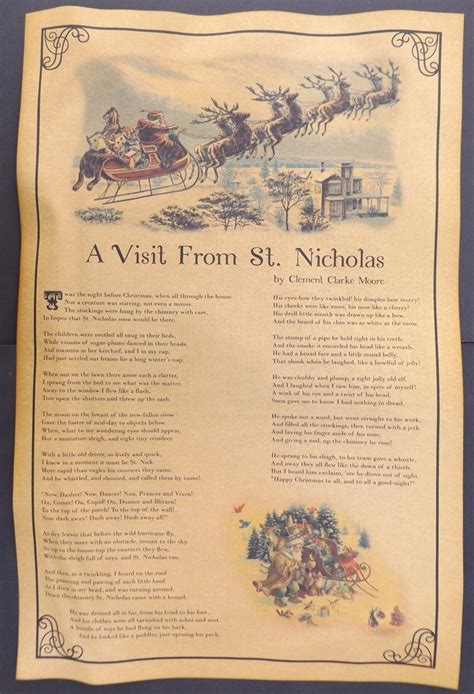 A Visit From St. Nicholas
by Clement Clarke Moore
Twas the night before Christmas, when all through the house
Not a creature was stirring, not even a mouse.
The stockings were hung by the chimney with care,
In hopes that St. Nicholas soon would be there.
The children were nestled all snug in their beds,
While visions of sugar-plums danced in their heads.
And mamma in her kerchief, and I in my cap,
Had just settled our brains for a long winter's nap.
When out on the lawn there arose such a clatter,
I sprang from the bed to see what was the matter.
Away to the window I flew like a flash,
Tore open the shutters and threw up the sash.
The moon on the breast of the new-fallen snow
Gave the luster of mid-day to objects below.
When, what to my wondering eyes should appear,
But a miniature sleigh, and eight tiny reindeer.
With a little old driver, so lively and quick,
I knew in a moment it must be St. Nick.
More rapid than eagles his coursers they came,
And he whistled, and shouted, and called them by name!
"Now, Dasher! Now, Dancer! Now, Prancer and Vixen!
On, Comet! On, Cupid! On, Donner and Blitzen!
To the top of the porch! To the top of the wall!
Now dash away! Dash away! Dash away all!"
As dry leaves that before the wild hurricane fly,
When they meet with an obstacle, mount to the sky.
So up to the house-top the coursers they flew,
With the sleigh full of toys, and St. Nicholas too.
And then, in a twinkling, I heard on the roof
The prancing and pawing of each little hoof.
As I drew in my head, and was turning around,
Down the chimney St. Nicholas came with a bound.
He was dressed all in fur, from his head to his foot,
And his clothes were all tarnished with ashes and soot.
A bundle of toys he had flung on his back,
And he looked like a peddler, just opening his pack.
His eyes-how they twinkled! his dimples how merry!
His cheeks were like roses, his nose like a cherry!
His droll little mouth was drawn up like a bow,
And the beard of his chin was as white as the snow.
The stump of a pipe he held tight in his teeth,
And the smoke it encircled his head like a wreath.
He had a broad face and a little round belly,
That shook when he laughed, like a bowlful of jelly!
He was chubby and plump, a right jolly old elf,
And I laughed when I saw him, in spite of myself!
A wink of his eye and a twist of his head,
Soon gave me to know I had nothing to dread.
He spoke not a word, but went straight to his work,
And filled all the stockings, then turned with a jerk.
And laying his finger aside of his nose,
And giving a nod, up the chimney he rose!
He sprang to his sleigh, to his team gave a whistle,
And away they all flew like the down of a thistle.
But I heard him exclaim, 'ere he drove out of sight,
"Happy Christmas to all, and to all a good-night!"